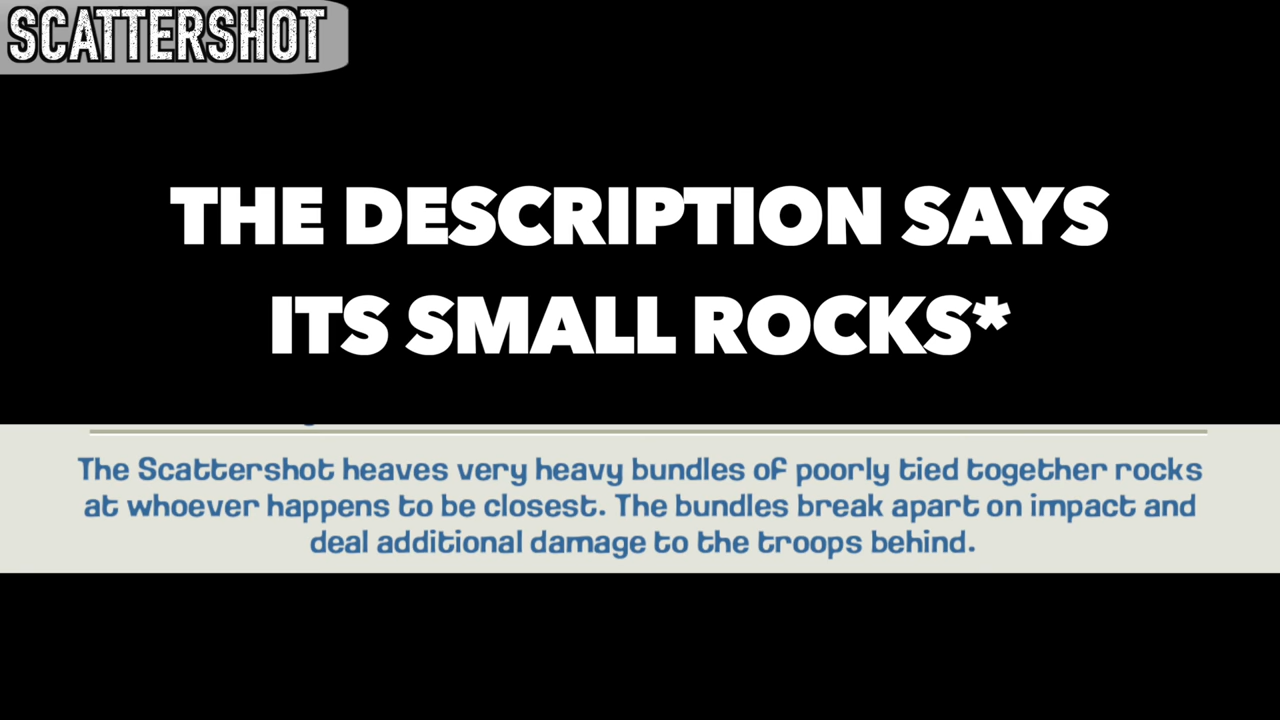 SCATTERSHOT
THE DESCRIPTION SAYS
ITS SMALL ROCKS*
The Scattershot heaves very heavy bundles of poorly tied together rocks
at whoever happens to be closest. The bundles break apart on impact and
deal additional damage to the troops behind.